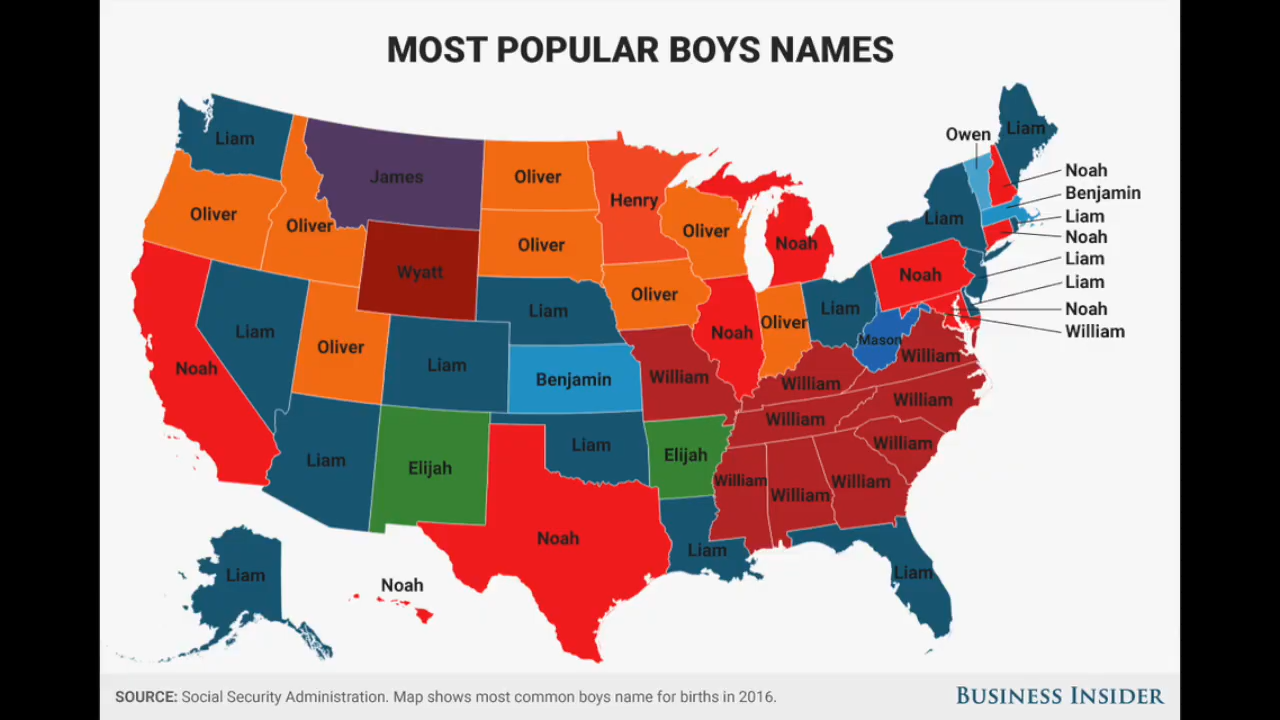 MOST POPULAR BOYS NAMES
Liam
Liam
Owen
James
Oliver
Noah
Henry
Benjamin
Oliver
Liam
Liam
Oliver
Oliver
Noah
Oliver
Noah
Liam
Wyatt
Noah
Liam
Oliver
Noah
Liam
Liam
Liam
Oliver
William
Noah
Liam
Mason
Oliver
William
Noah
Liam
Benjamin
William
William
William
William
Liam
William
Elijah
Liam
Elijah
William
William
William
Noah
Liam
Liam
Liam
Noah
SOURCE: Social Security Administration. Map shows most common boys name for births in 2016.
BUSINESS INSIDER